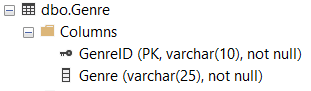 dbo.Genre
Columns
GenreID (PK, varchar(10), not null)
Genre (varchar(25), not null)